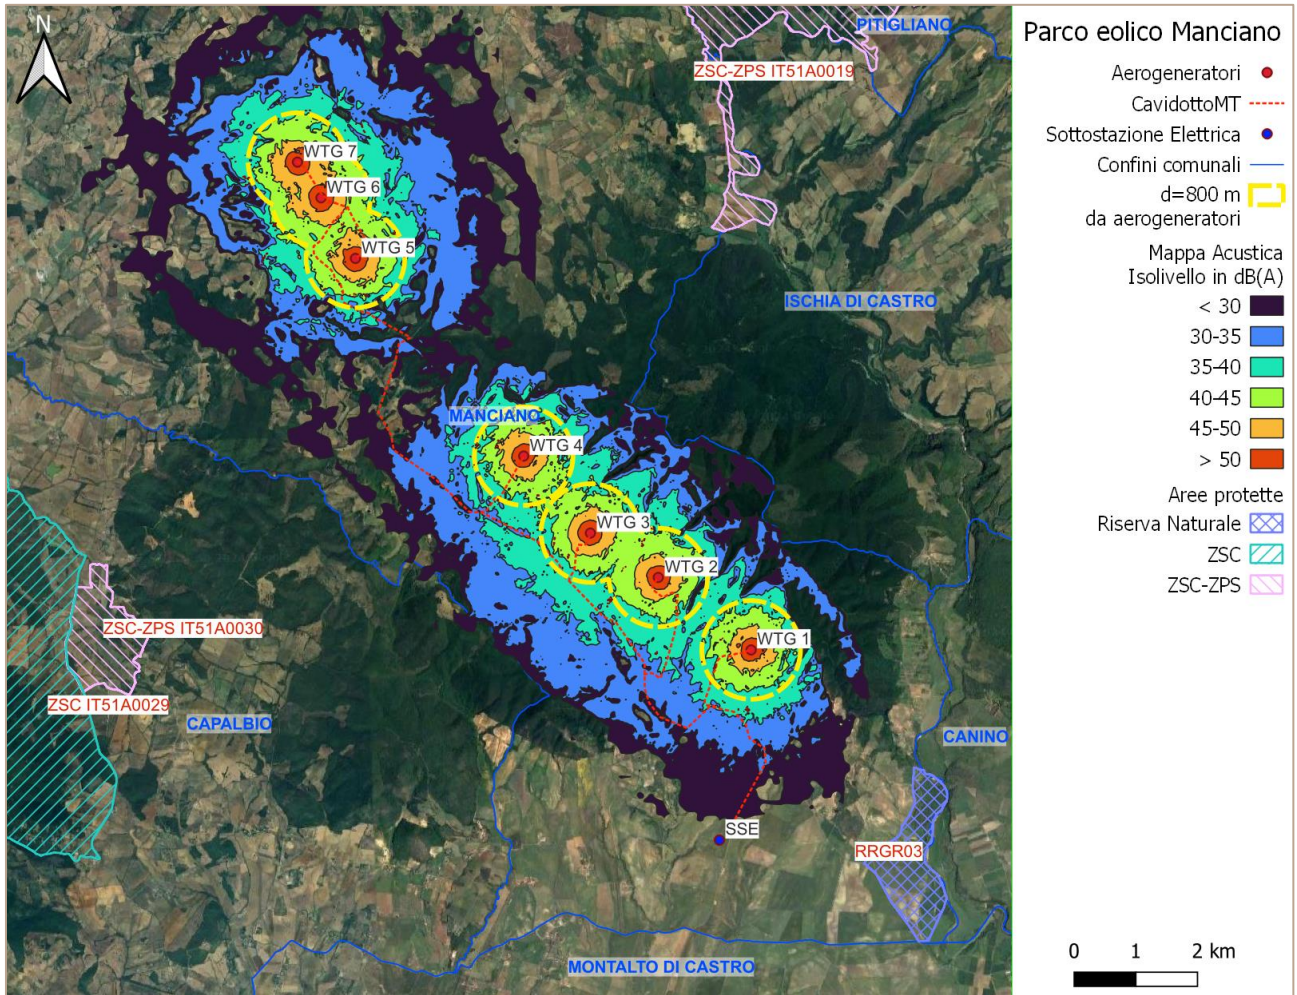 N
PITIGLIANO
ZSC-ZPS IT51A0019
WTG 7
WTG 6
WTG 5
ISCHIA DI CASTRO
MANCIANO
WTG 4
WTG 3
WTG 2
WTG 1
ZSC-ZPS IT51A0030
ZSC IT51A0029
CAPALBIO
CANINO
SSE
RRGR03
MONTALTO DI CASTRO
Parco eolico Manciano
Aerogeneratori
CavidottoMT
Sottostazione Elettrica
Confini comunali
d=800 m
da aerogeneratori
Mappa Acustica
Isolivello in dB(A)
< 30
30-35
35-40
40-45
45-50
> 50
Aree protette
Riserva Naturale
ZSC
ZSC-ZPS
0 1 2 km